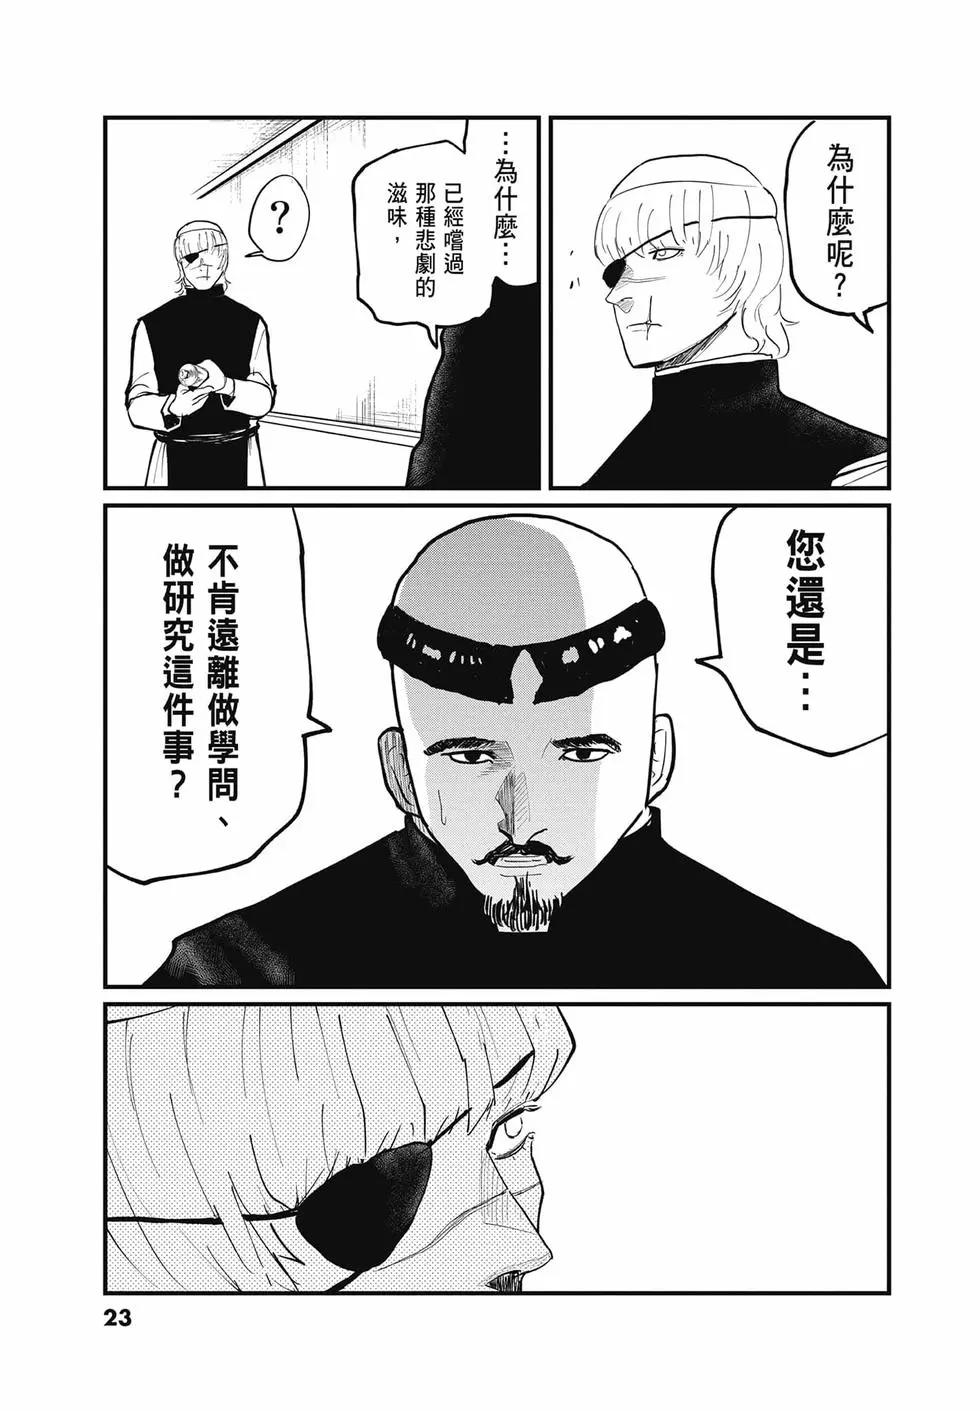 為什麼呢？
…為什麼…
已經嚐過
那種悲劇的
滋味，
？
您還是…
不肯遠離做學問、
做研究這件事？
23